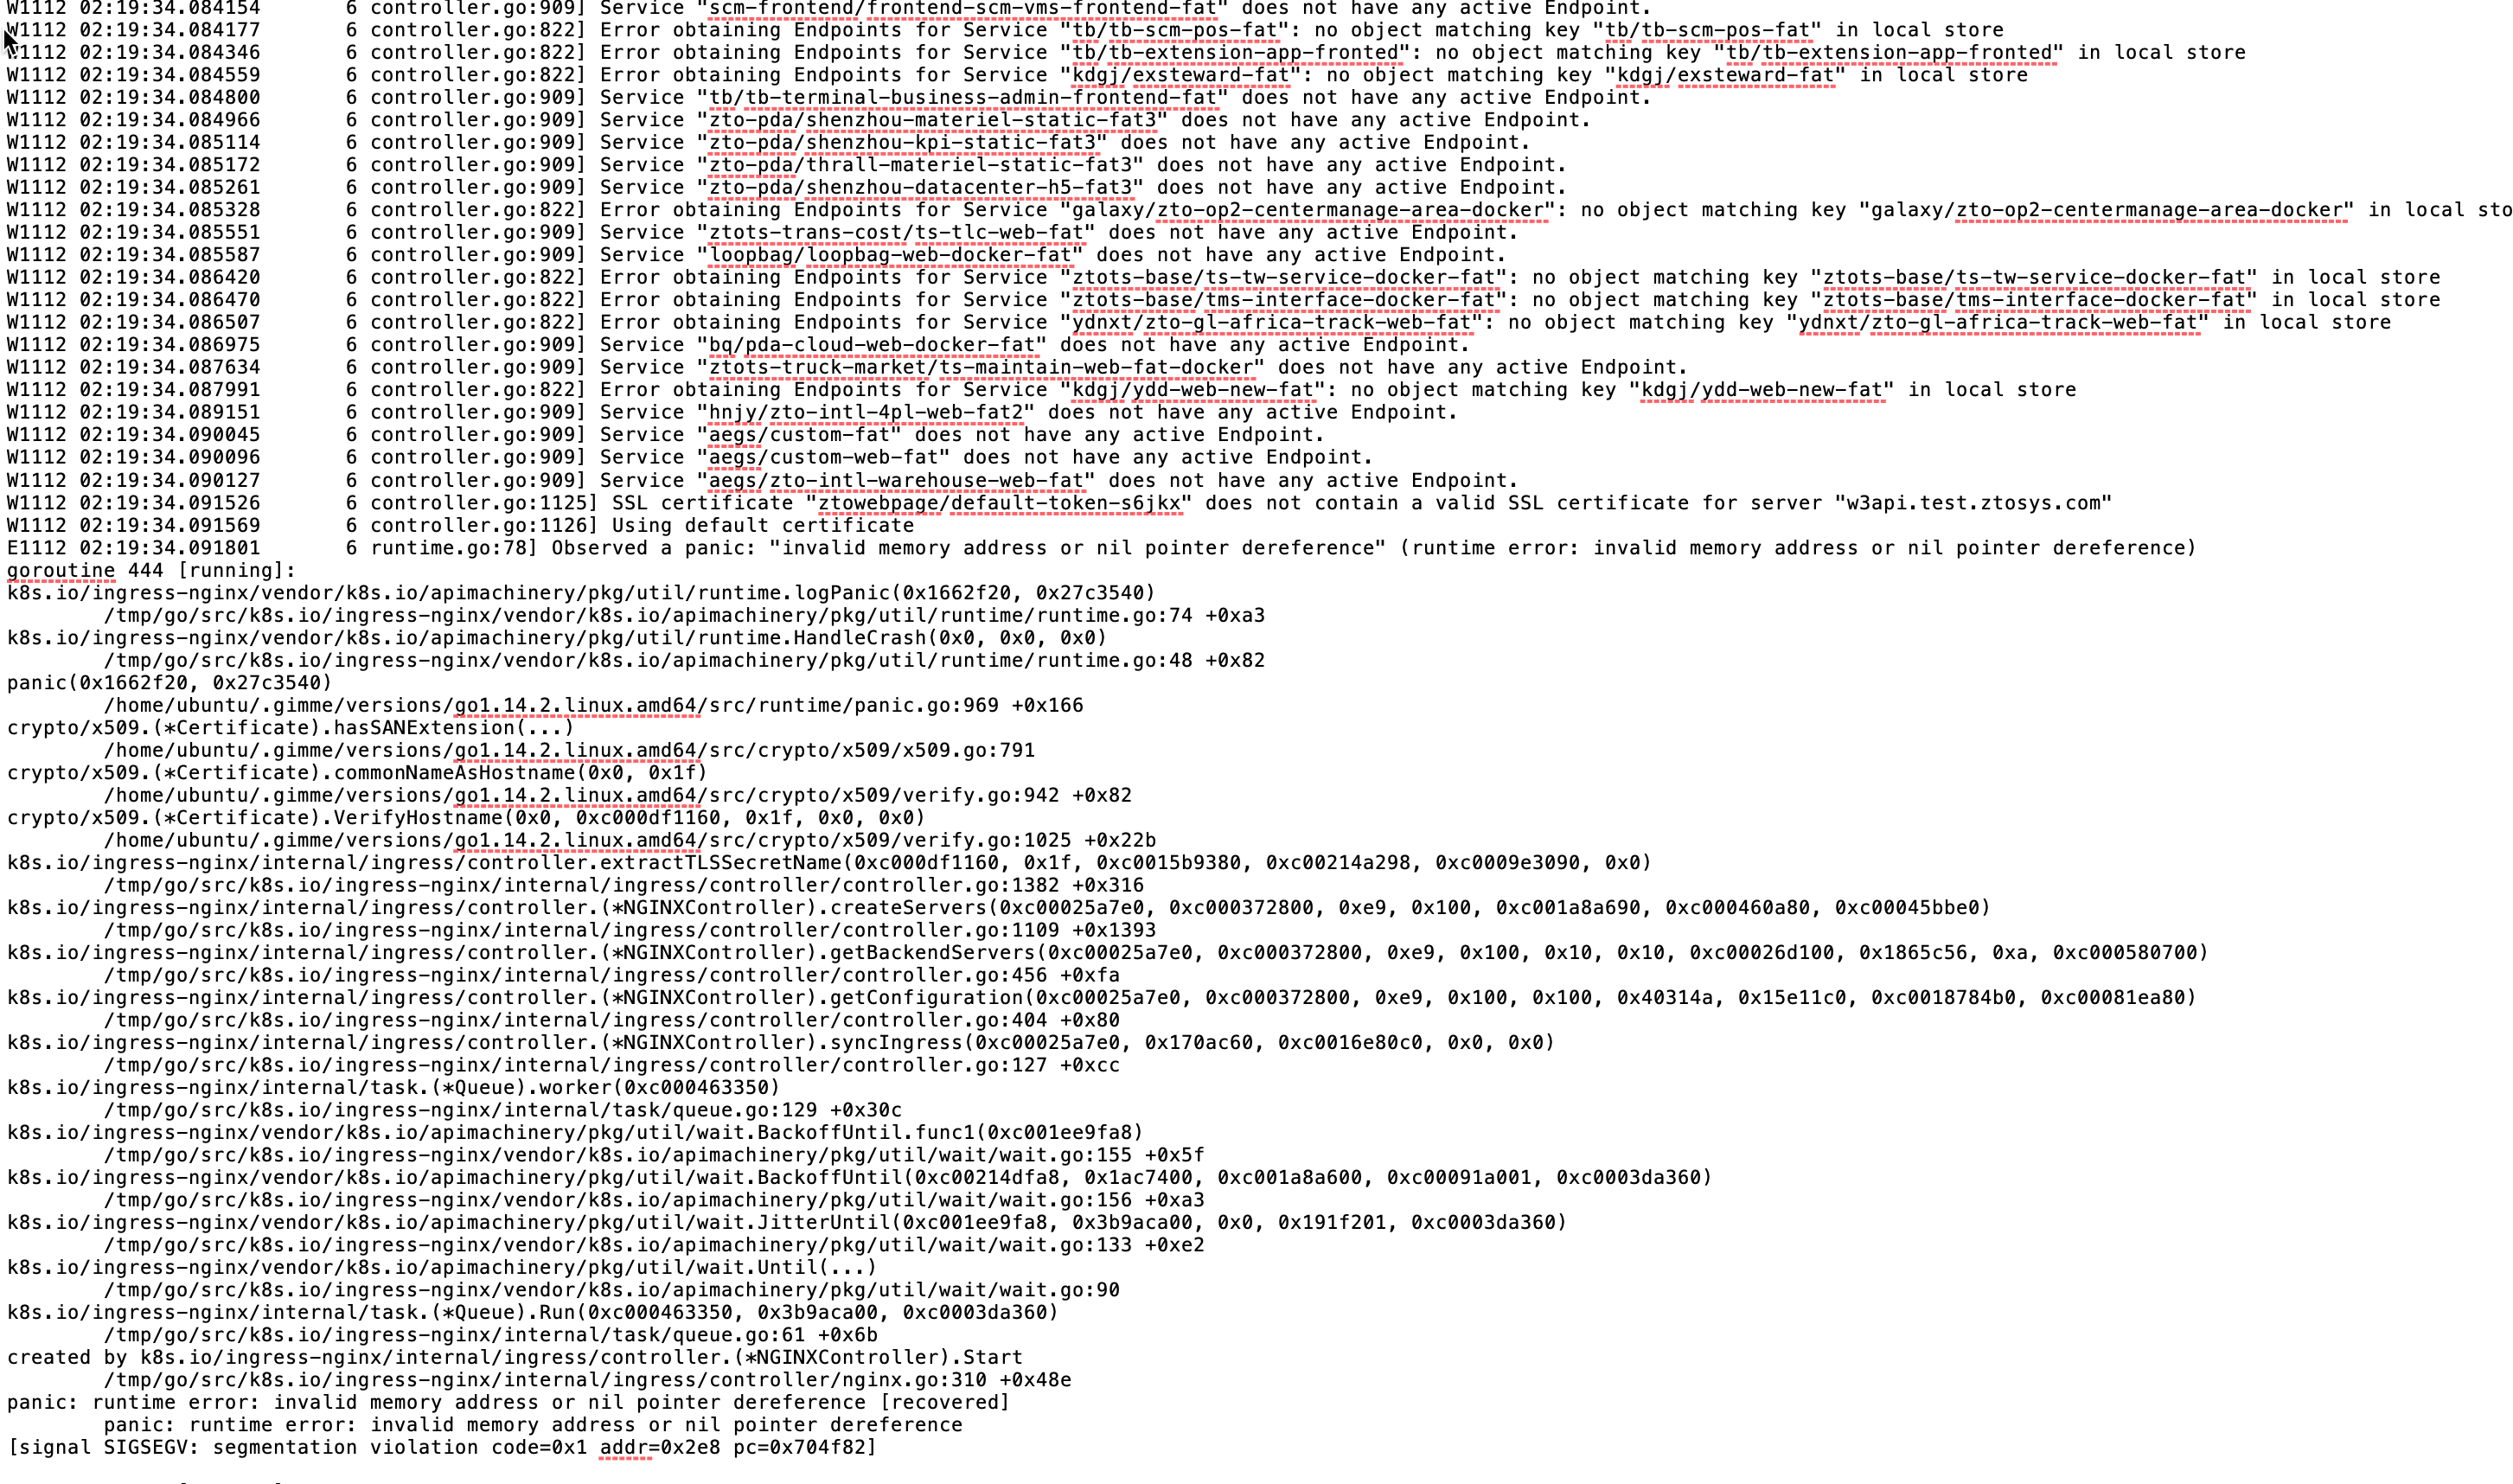 W1112 02:19:34.084154       6 controller.go:909] Service "scm-frontend/frontend-scm-vms-frontend-fat" does not have any active Endpoint.
W1112 02:19:34.084177       6 controller.go:822] Error obtaining Endpoints for Service "tb/tb-scm-pos-fat": no object matching key "tb/tb-scm-pos-fat" in local store
W1112 02:19:34.084346       6 controller.go:822] Error obtaining Endpoints for Service "tb/tb-extension-app-fronted": no object matching key "tb/tb-extension-app-fronted" in local store
W1112 02:19:34.084559       6 controller.go:822] Error obtaining Endpoints for Service "kdgj/exsteward-fat": no object matching key "kdgj/exsteward-fat" in local store
W1112 02:19:34.084800       6 controller.go:909] Service "tb/tb-terminal-business-admin-frontend-fat" does not have any active Endpoint.
W1112 02:19:34.084966       6 controller.go:909] Service "zto-pda/shenzhou-materiel-static-fat3" does not have any active Endpoint.
W1112 02:19:34.085114       6 controller.go:909] Service "zto-pda/shenzhou-kpi-static-fat3" does not have any active Endpoint.
W1112 02:19:34.085172       6 controller.go:909] Service "zto-pda/thrall-materiel-static-fat3" does not have any active Endpoint.
W1112 02:19:34.085261       6 controller.go:909] Service "zto-pda/shenzhou-datacenter-h5-fat3" does not have any active Endpoint.
W1112 02:19:34.085328       6 controller.go:822] Error obtaining Endpoints for Service "galaxy/zto-op2-centermanage-area-docker": no object matching key "galaxy/zto-op2-centermanage-area-docker" in local sto
W1112 02:19:34.085551       6 controller.go:909] Service "ztots-trans-cost/ts-tlc-web-fat" does not have any active Endpoint.
W1112 02:19:34.085587       6 controller.go:909] Service "loopbag/loopbag-web-docker-fat" does not have any active Endpoint.
W1112 02:19:34.086420       6 controller.go:822] Error obtaining Endpoints for Service "ztots-base/ts-tw-service-docker-fat": no object matching key "ztots-base/ts-tw-service-docker-fat" in local store
W1112 02:19:34.086470       6 controller.go:822] Error obtaining Endpoints for Service "ztots-base/tms-interface-docker-fat": no object matching key "ztots-base/tms-interface-docker-fat" in local store
W1112 02:19:34.086507       6 controller.go:822] Error obtaining Endpoints for Service "ydnxt/zto-gl-africa-track-web-fat": no object matching key "ydnxt/zto-gl-africa-track-web-fat" in local store
W1112 02:19:34.086975       6 controller.go:909] Service "bq/pda-cloud-web-docker-fat" does not have any active Endpoint.
W1112 02:19:34.087634       6 controller.go:909] Service "ztots-truck-market/ts-maintain-web-fat-docker" does not have any active Endpoint.
W1112 02:19:34.087991       6 controller.go:822] Error obtaining Endpoints for Service "kdgj/ydd-web-new-fat": no object matching key "kdgj/ydd-web-new-fat" in local store
W1112 02:19:34.089151       6 controller.go:909] Service "hnjy/zto-intl-4pl-web-fat2" does not have any active Endpoint.
W1112 02:19:34.090045       6 controller.go:909] Service "aegs/custom-fat" does not have any active Endpoint.
W1112 02:19:34.090096       6 controller.go:909] Service "aegs/custom-web-fat" does not have any active Endpoint.
W1112 02:19:34.090127       6 controller.go:909] Service "aegs/zto-intl-warehouse-web-fat" does not have any active Endpoint.
W1112 02:19:34.091526       6 controller.go:1125] SSL certificate "ztowebpage/default-token-s6jkx" does not contain a valid SSL certificate for server "w3api.test.ztosys.com"
W1112 02:19:34.091569       6 controller.go:1126] Using default certificate
E1112 02:19:34.091801       6 runtime.go:78] Observed a panic: "invalid memory address or nil pointer dereference" (runtime error: invalid memory address or nil pointer dereference)
goroutine 444 [running]:
k8s.io/ingress-nginx/vendor/k8s.io/apimachinery/pkg/util/runtime.logPanic(0x1662f20, 0x27c3540)
        /tmp/go/src/k8s.io/ingress-nginx/vendor/k8s.io/apimachinery/pkg/util/runtime/runtime.go:74 +0xa3
k8s.io/ingress-nginx/vendor/k8s.io/apimachinery/pkg/util/runtime.HandleCrash(0x0, 0x0, 0x0)
        /tmp/go/src/k8s.io/ingress-nginx/vendor/k8s.io/apimachinery/pkg/util/runtime/runtime.go:48 +0x82
panic(0x1662f20, 0x27c3540)
        /home/ubuntu/.gimme/versions/go1.14.2.linux.amd64/src/runtime/panic.go:969 +0x166
crypto/x509.(*Certificate).hasSANExtension(...)
        /home/ubuntu/.gimme/versions/go1.14.2.linux.amd64/src/crypto/x509/x509.go:791
crypto/x509.(*Certificate).commonNameAsHostname(0x0, 0x1f)
        /home/ubuntu/.gimme/versions/go1.14.2.linux.amd64/src/crypto/x509/verify.go:942 +0x82
crypto/x509.(*Certificate).VerifyHostname(0x0, 0xc000df1160, 0x1f, 0x0, 0x0)
        /home/ubuntu/.gimme/versions/go1.14.2.linux.amd64/src/crypto/x509/verify.go:1025 +0x22b
k8s.io/ingress-nginx/internal/ingress/controller.extractTLSSecretName(0xc000df1160, 0x1f, 0xc0015b9380, 0xc00214a298, 0xc0009e3090, 0x0)
        /tmp/go/src/k8s.io/ingress-nginx/internal/ingress/controller/controller.go:1382 +0x316
k8s.io/ingress-nginx/internal/ingress/controller.(*NGINXController).createServers(0xc00025a7e0, 0xc000372800, 0xe9, 0x100, 0xc001a8a690, 0xc000460a80, 0xc00045bbe0)
        /tmp/go/src/k8s.io/ingress-nginx/internal/ingress/controller/controller.go:1109 +0x1393
k8s.io/ingress-nginx/internal/ingress/controller.(*NGINXController).getBackendServers(0xc00025a7e0, 0xc000372800, 0xe9, 0x100, 0x10, 0x10, 0xc00026d100, 0x1865c56, 0xa, 0xc000580700)
        /tmp/go/src/k8s.io/ingress-nginx/internal/ingress/controller/controller.go:456 +0xfa
k8s.io/ingress-nginx/internal/ingress/controller.(*NGINXController).getConfiguration(0xc00025a7e0, 0xc000372800, 0xe9, 0x100, 0x100, 0x40314a, 0x15e11c0, 0xc0018784b0, 0xc00081ea80)
        /tmp/go/src/k8s.io/ingress-nginx/internal/ingress/controller/controller.go:404 +0x80
k8s.io/ingress-nginx/internal/ingress/controller.(*NGINXController).syncIngress(0xc00025a7e0, 0x170ac60, 0xc0016e80c0, 0x0, 0x0)
        /tmp/go/src/k8s.io/ingress-nginx/internal/ingress/controller/controller.go:127 +0xcc
k8s.io/ingress-nginx/internal/task.(*Queue).worker(0xc000463350)
        /tmp/go/src/k8s.io/ingress-nginx/internal/task/queue.go:129 +0x30c
k8s.io/ingress-nginx/vendor/k8s.io/apimachinery/pkg/util/wait.BackoffUntil.func1(0xc001ee9fa8)
        /tmp/go/src/k8s.io/ingress-nginx/vendor/k8s.io/apimachinery/pkg/util/wait/wait.go:155 +0x5f
k8s.io/ingress-nginx/vendor/k8s.io/apimachinery/pkg/util/wait.BackoffUntil(0xc00214dfa8, 0x1ac7400, 0xc001a8a600, 0xc00091a001, 0xc0003da360)
        /tmp/go/src/k8s.io/ingress-nginx/vendor/k8s.io/apimachinery/pkg/util/wait/wait.go:156 +0xa3
k8s.io/ingress-nginx/vendor/k8s.io/apimachinery/pkg/util/wait.JitterUntil(0xc001ee9fa8, 0x3b9aca00, 0x0, 0x191f201, 0xc0003da360)
        /tmp/go/src/k8s.io/ingress-nginx/vendor/k8s.io/apimachinery/pkg/util/wait/wait.go:133 +0xe2
k8s.io/ingress-nginx/vendor/k8s.io/apimachinery/pkg/util/wait.Until(...)
        /tmp/go/src/k8s.io/ingress-nginx/vendor/k8s.io/apimachinery/pkg/util/wait/wait.go:90
k8s.io/ingress-nginx/internal/task.(*Queue).Run(0xc000463350, 0x3b9aca00, 0xc0003da360)
        /tmp/go/src/k8s.io/ingress-nginx/internal/task/queue.go:61 +0x6b
created by k8s.io/ingress-nginx/internal/ingress/controller.(*NGINXController).Start
        /tmp/go/src/k8s.io/ingress-nginx/internal/ingress/controller/nginx.go:310 +0x48e
panic: runtime error: invalid memory address or nil pointer dereference [recovered]
        panic: runtime error: invalid memory address or nil pointer dereference
[signal SIGSEGV: segmentation violation code=0x1 addr=0x2e8 pc=0x704f82]